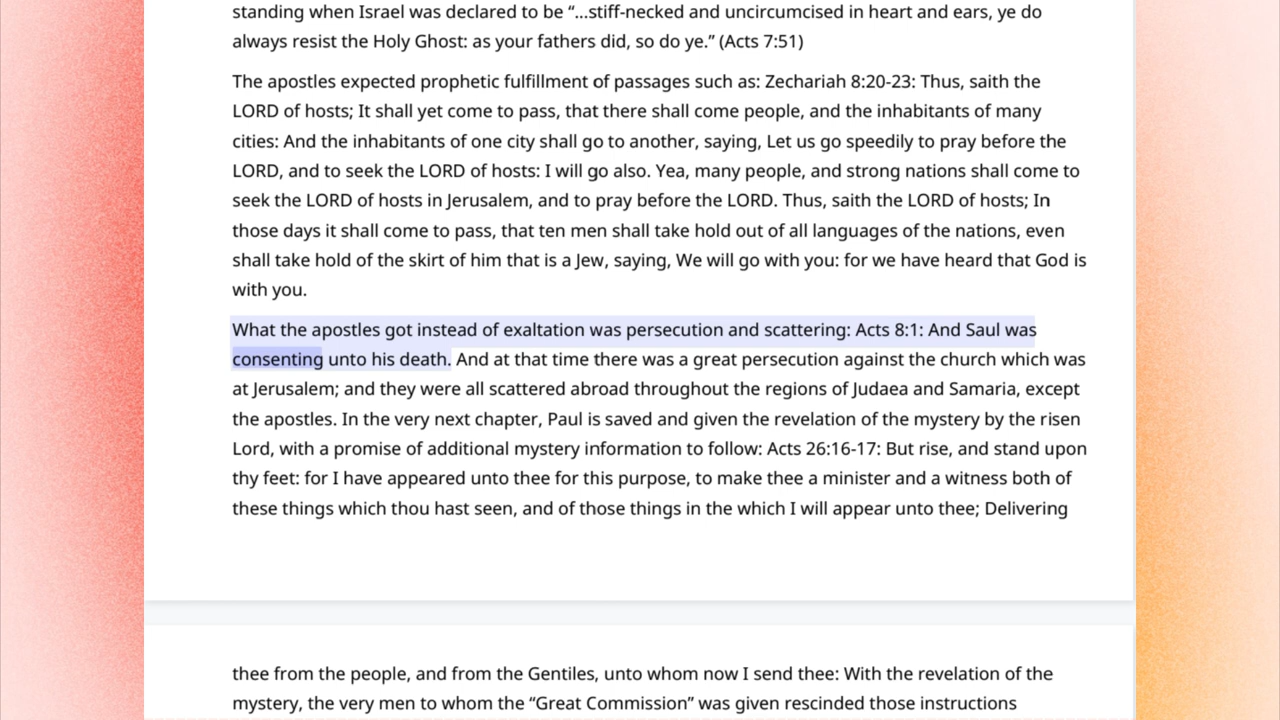 standing when Israel was declared to be “...stiff-necked and uncircumcised in heart and ears, ye do
always resist the Holy Ghost: as your fathers did, so do ye.” (Acts 7:51)
The apostles expected prophetic fulfillment of passages such as: Zechariah 8:20-23: Thus, saith the
LORD of hosts; It shall yet come to pass, that there shall come people, and the inhabitants of many
cities: And the inhabitants of one city shall go to another, saying, Let us go speedily to pray before the
LORD, and to seek the LORD of hosts: I will go also. Yea, many people, and strong nations shall come to
seek the LORD of hosts in Jerusalem, and to pray before the LORD. Thus, saith the LORD of hosts; In
those days it shall come to pass, that ten men shall take hold out of all languages of the nations, even
shall take hold of the skirt of him that is a Jew, saying, We will go with you: for we have heard that God is
with you.
What the apostles got instead of exaltation was persecution and scattering: Acts 8:1: And Saul was
consenting unto his death. And at that time there was a great persecution against the church which was
at Jerusalem; and they were all scattered abroad throughout the regions of Judaea and Samaria, except
the apostles. In the very next chapter, Paul is saved and given the revelation of the mystery by the risen
Lord, with a promise of additional mystery information to follow: Acts 26:16-17: But rise, and stand upon
thy feet: for I have appeared unto thee for this purpose, to make thee a minister and a witness both of
these things which thou hast seen, and of those things in the which I will appear unto thee; Delivering
thee from the people, and from the Gentiles, unto whom now I send thee: With the revelation of the
mystery, the very men to whom the “Great Commission” was given rescinded those instructions